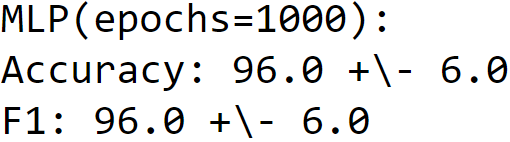 MLP(epochs=1000):
Accuracy: 96.0 +\- 6.0
F1: 96.0 +\- 6.0